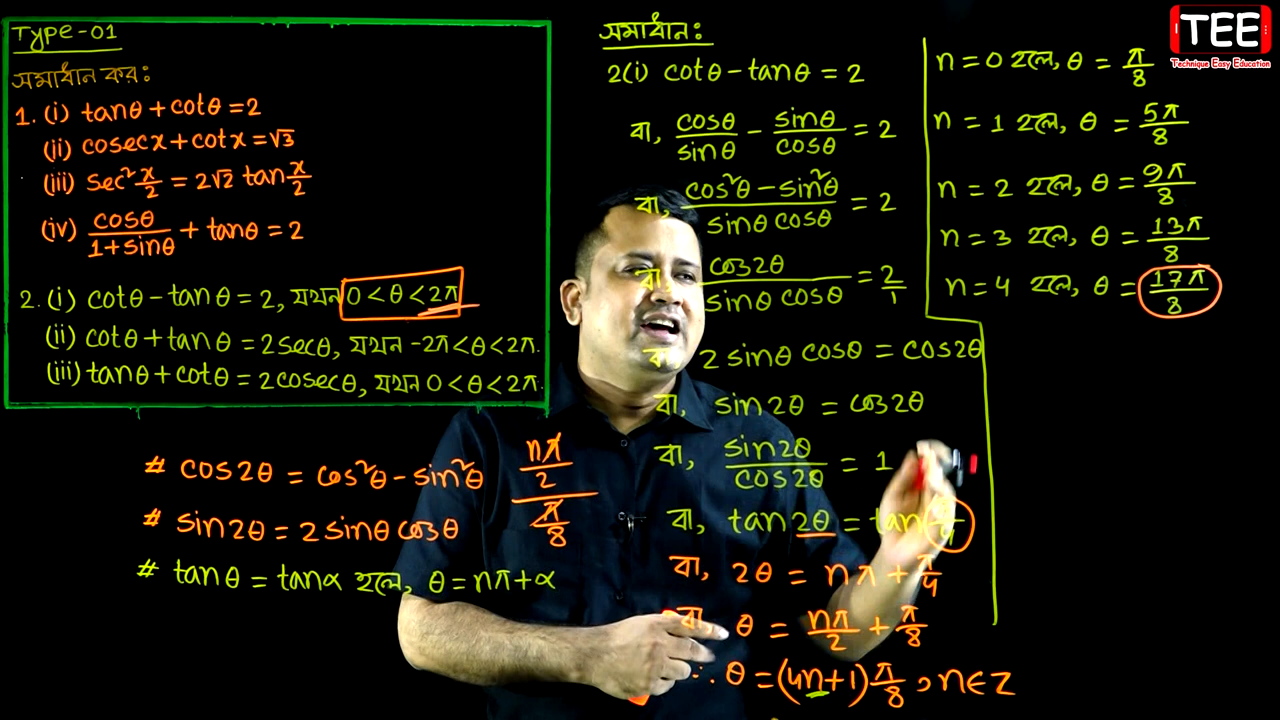 Type-01
সমাধান কর:
1. (i) tanθ + cotθ = 2
(ii) cosecx + cotx = √3
(iii) sec² x/2 = 2√2 tan x/2
(iv) cosθ/(1+sinθ) + tanθ = 2
2. (i) cotθ - tanθ = 2, যখন 0 < θ < 2π
(ii) cotθ + tanθ = 2secθ, যখন -2π < θ < 2π.
(iii) tanθ + cotθ = 2cosecθ, যখন 0 < θ < 2π.
# cos2θ = cos²θ - sin²θ
# sin2θ = 2 sinθ cosθ
# tanθ = tanα হলে, θ = nπ + α
nπ/2
π/8
সমাধান:
2(i) cotθ - tanθ = 2
বা, cosθ/sinθ - sinθ/cosθ = 2
বা, (cos²θ - sin²θ)/(sinθ cosθ) = 2
বা, cos2θ/(sinθ cosθ) = 2/1
বা, 2 sinθ cosθ = cos2θ
বা, sin2θ = cos2θ
বা, sin2θ/cos2θ = 1
বা, tan2θ = tan
বা, 2θ = nπ + π/4
বা, θ = nπ/2 + π/8
∴ θ = (4n+1) π/8, n∈Z
n = 0 হলে, θ = π/8
n = 1 হলে, θ = 5π/8
n = 2 হলে, θ = 9π/8
n = 3 হলে, θ = 13π/8
n = 4 হলে, θ = 17π/8
TEE
Technique Easy Education